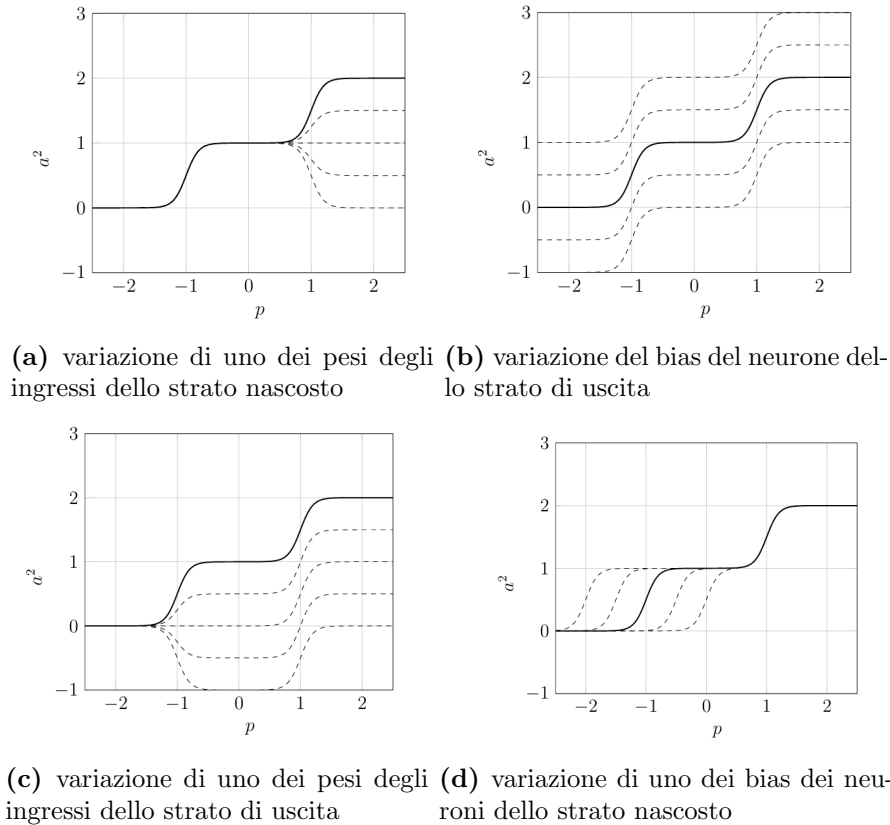 3
2
1
0
−1
a²
−2 −1 0 1 2
p
3
2
1
0
−1
a²
−2 −1 0 1 2
p
(a) variazione di uno dei pesi degli
ingressi dello strato nascosto
(b) variazione del bias del neurone del-
lo strato di uscita
3
2
1
0
−1
a²
−2 −1 0 1 2
p
3
2
1
0
−1
a²
−2 −1 0 1 2
p
(c) variazione di uno dei pesi degli
ingressi dello strato di uscita
(d) variazione di uno dei bias dei neu-
roni dello strato nascosto